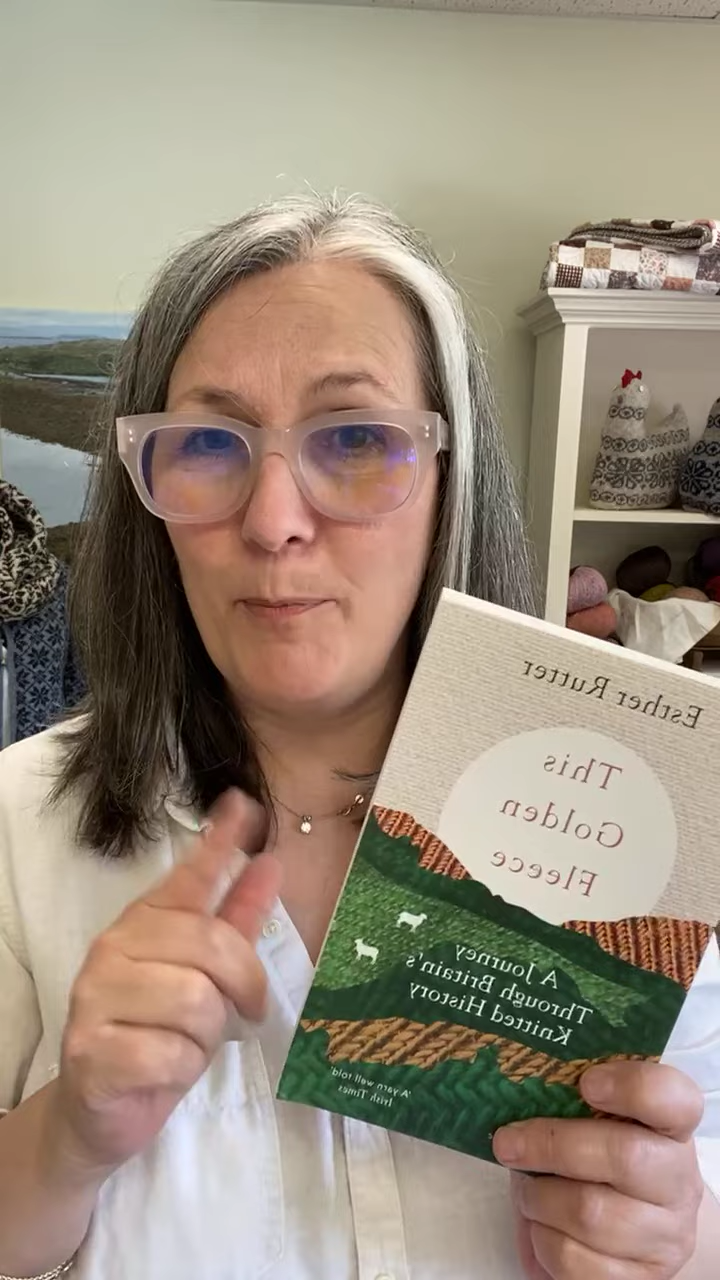 Esther Rutter
This
Golden
Fleece
A Journey
Through Britain's
Knitted History
'A yarn well told'
Irish Times